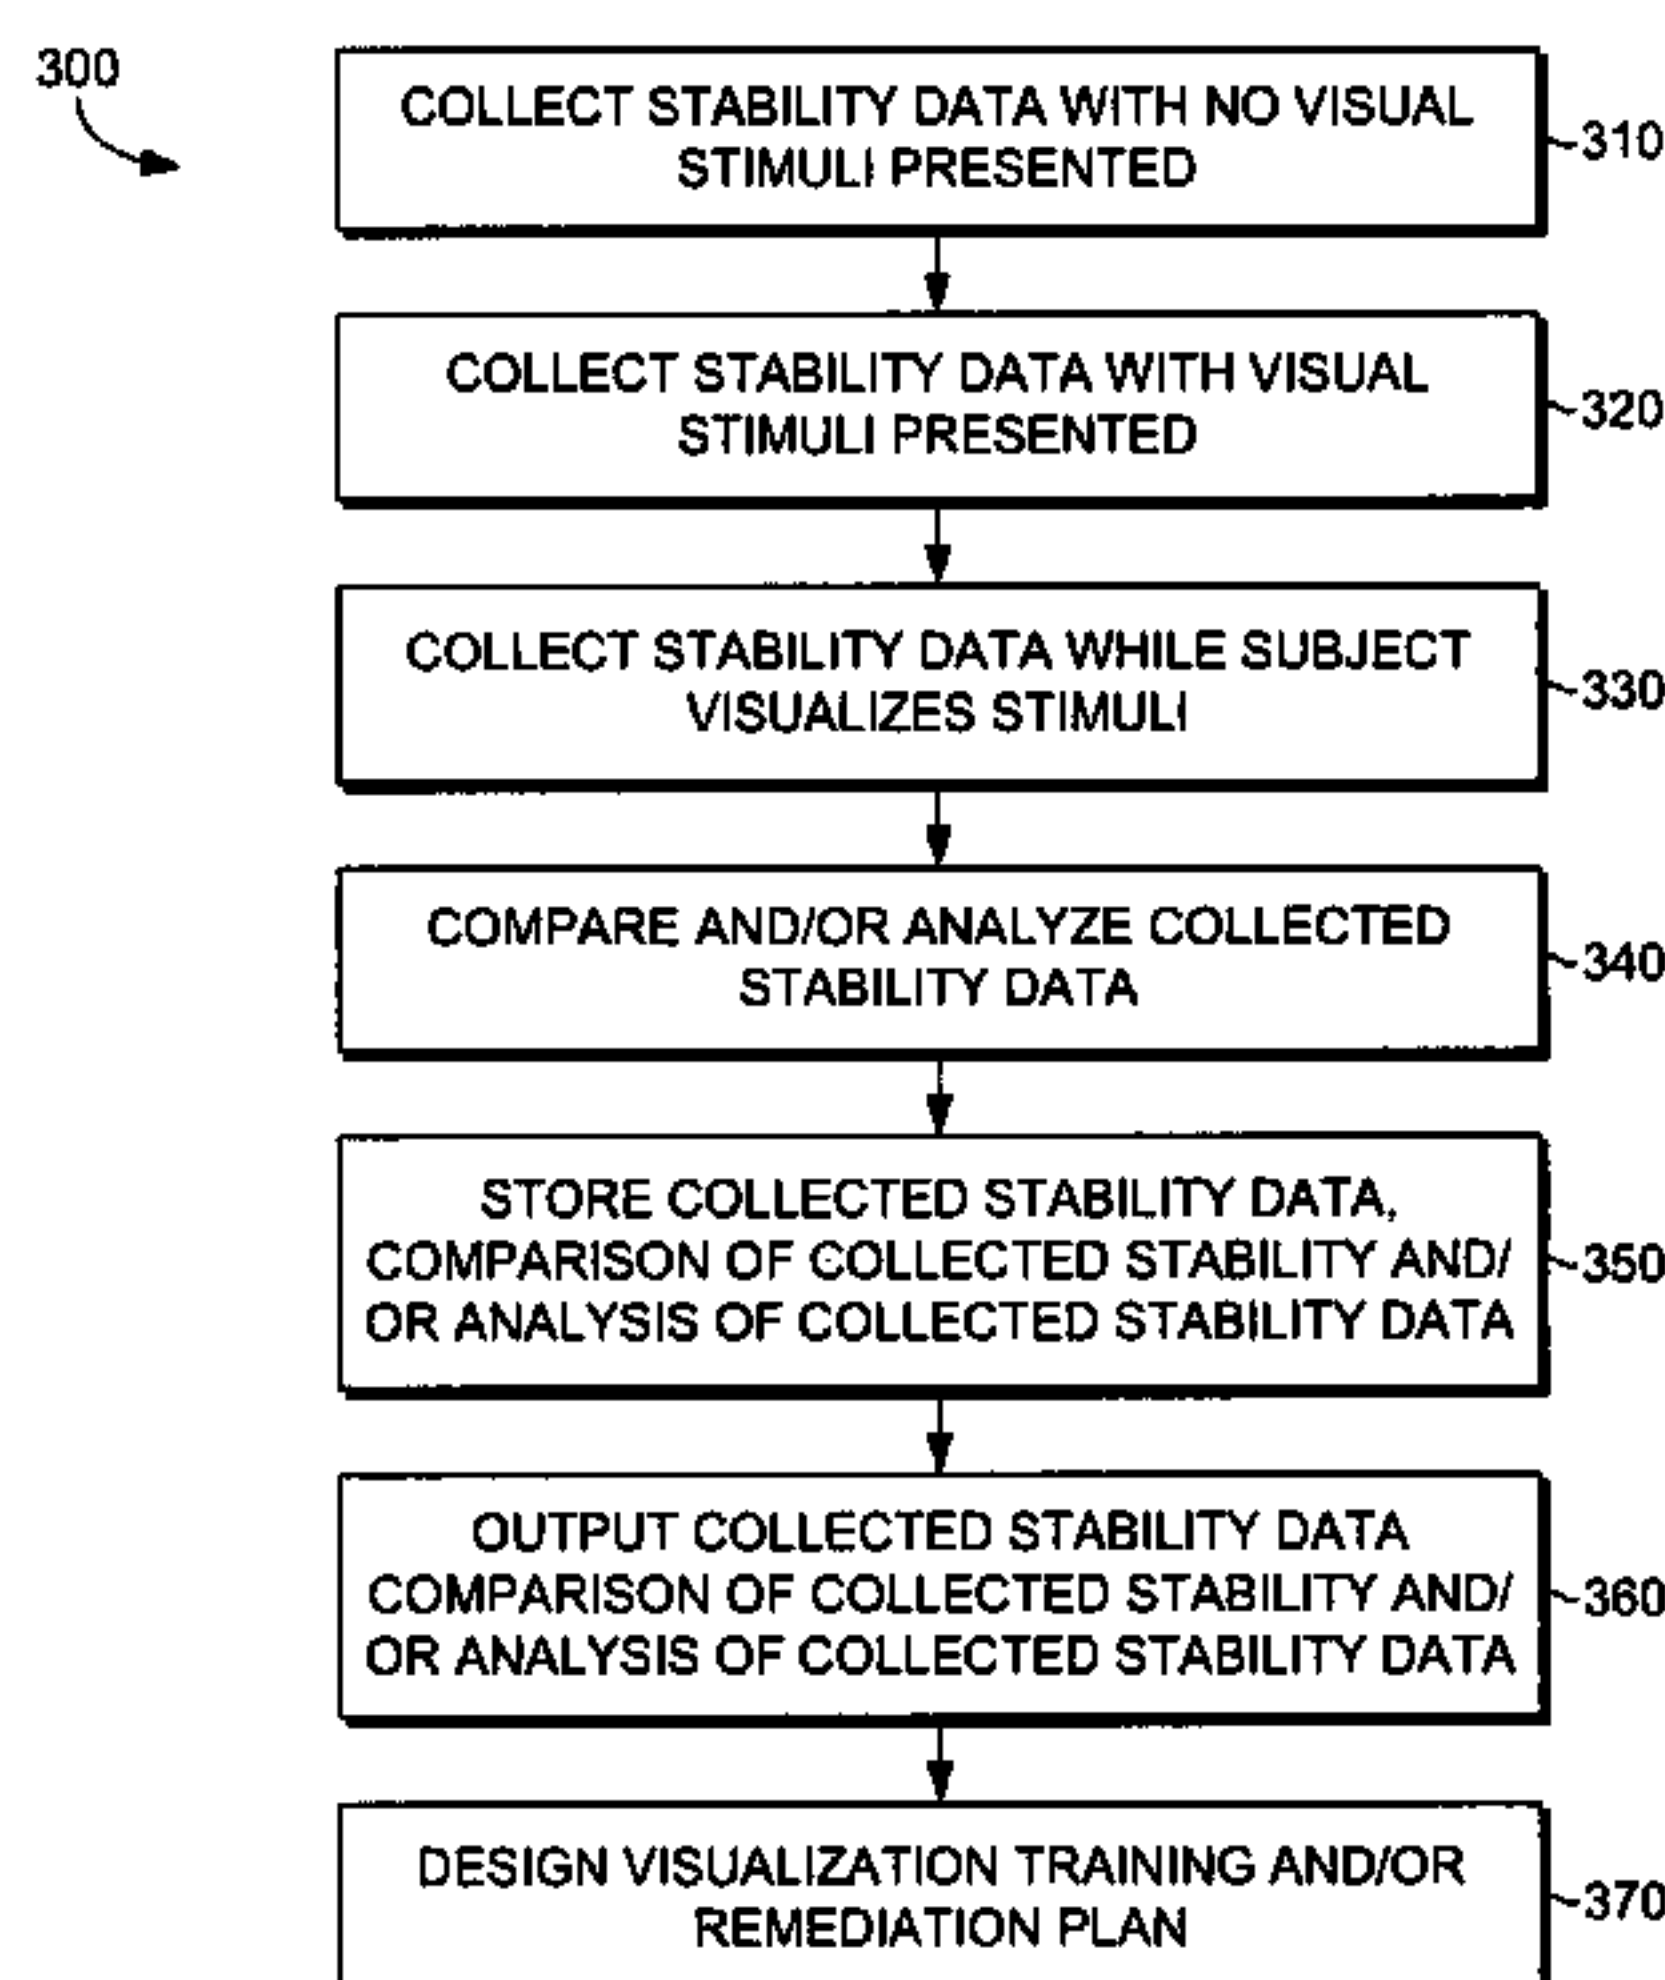 300
COLLECT STABILITY DATA WITH NO VISUAL
STIMULI PRESENTED
310
COLLECT STABILITY DATA WITH VISUAL
STIMULI PRESENTED
320
COLLECT STABILITY DATA WHILE SUBJECT
VISUALIZES STIMULI
330
COMPARE AND/OR ANALYZE COLLECTED
STABILITY DATA
340
STORE COLLECTED STABILITY DATA,
COMPARISON OF COLLECTED STABILITY AND/
OR ANALYSIS OF COLLECTED STABILITY DATA
350
OUTPUT COLLECTED STABILITY DATA
COMPARISON OF COLLECTED STABILITY AND/
OR ANALYSIS OF COLLECTED STABILITY DATA
360
DESIGN VISUALIZATION TRAINING AND/OR
REMEDIATION PLAN
370